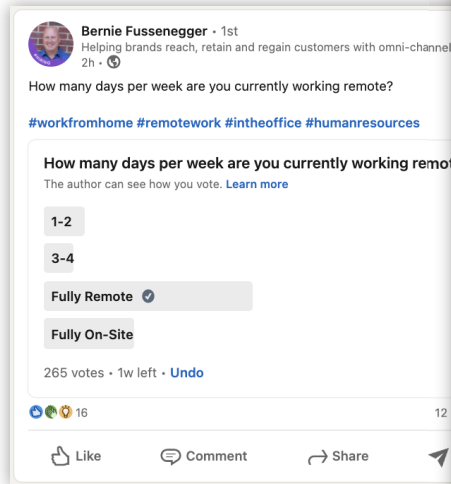 Bernie Fussenegger • 1st
Helping brands reach, retain and regain customers with omni-channel
2h •
How many days per week are you currently working remote?
#workfromhome #remotework #intheoffice #humanresources
How many days per week are you currently working remot
The author can see how you vote. Learn more
1-2
3-4
Fully Remote
Fully On-Site
265 votes • 1w left • Undo
16
12
Like
Comment
Share